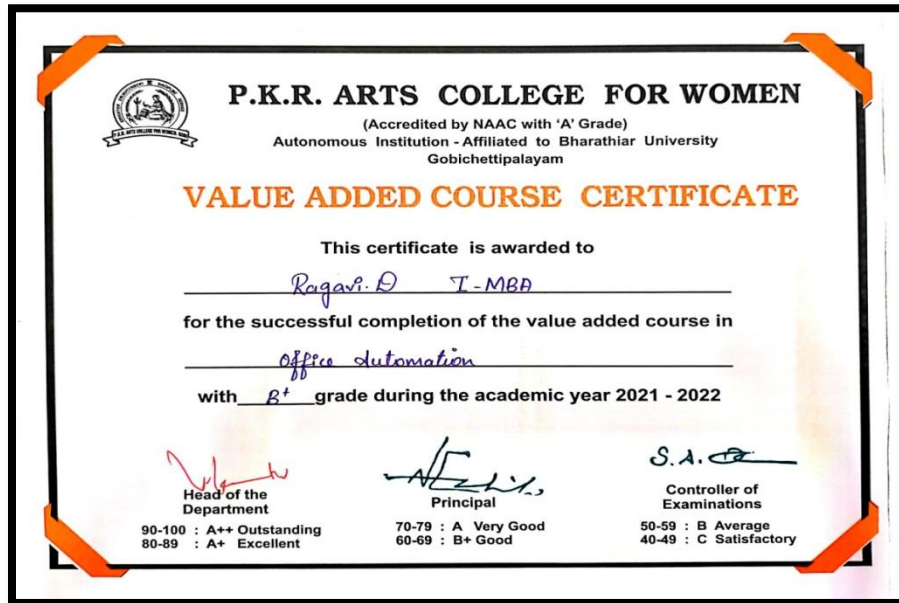 P.K.R. ARTS COLLEGE FOR WOMEN
(Accredited by NAAC with 'A' Grade)
Autonomous Institution - Affiliated to Bharathiar University
Gobichettipalayam
VALUE ADDED COURSE CERTIFICATE
This certificate is awarded to
Ragavi.D I-MBA
for the successful completion of the value added course in
Office Automation
with B+ grade during the academic year 2021 - 2022
S.A.
Head of the
Department
Principal
Controller of
Examinations
90-100 : A++ Outstanding
80-89 : A+ Excellent
70-79 : A Very Good
60-69 : B+ Good
50-59 : B Average
40-49 : C Satisfactory